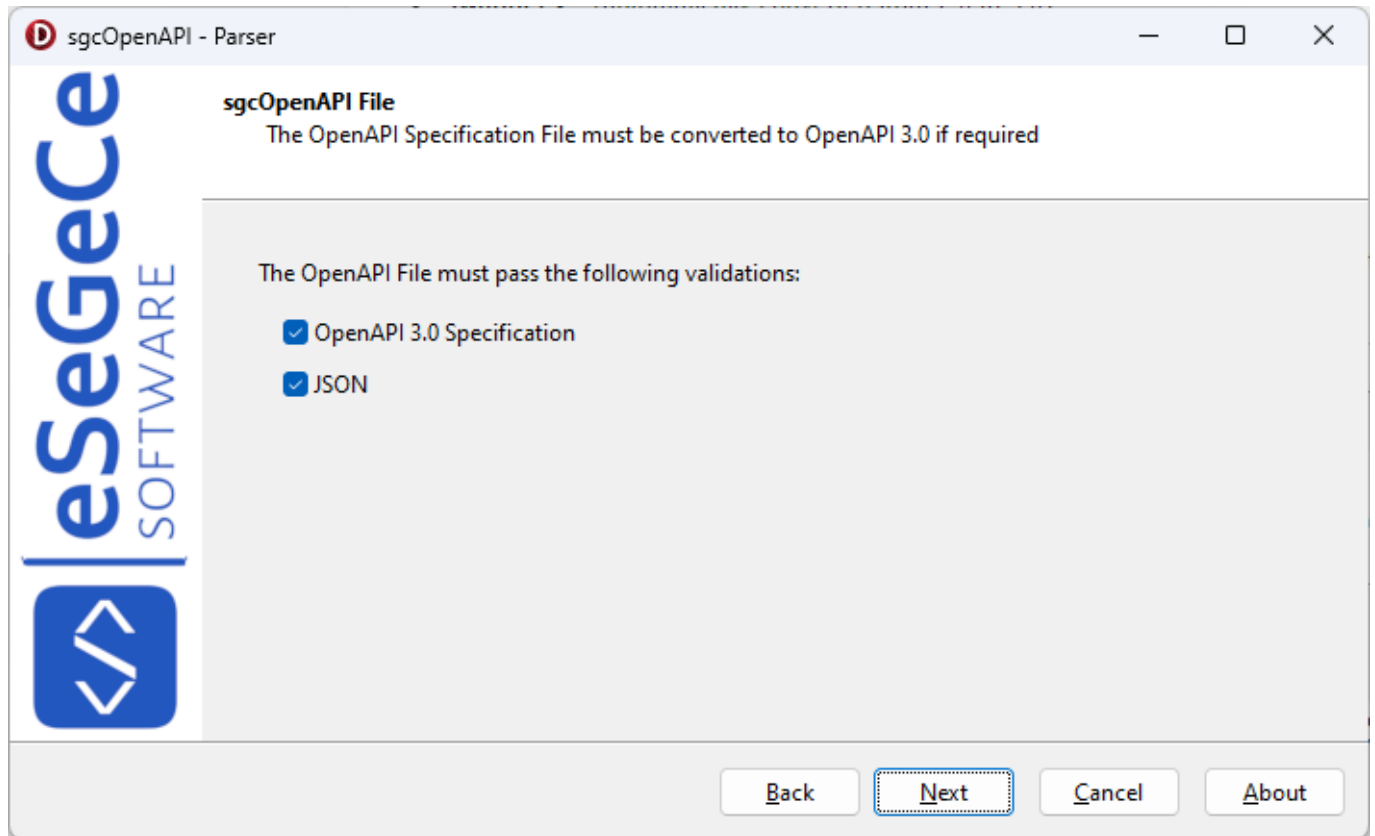 sgcOpenAPI - Parser
eSeGeCe
SOFTWARE
sgcOpenAPI File
The OpenAPI Specification File must be converted to OpenAPI 3.0 if required
The OpenAPI File must pass the following validations:
OpenAPI 3.0 Specification
JSON
Back
Next
Cancel
About